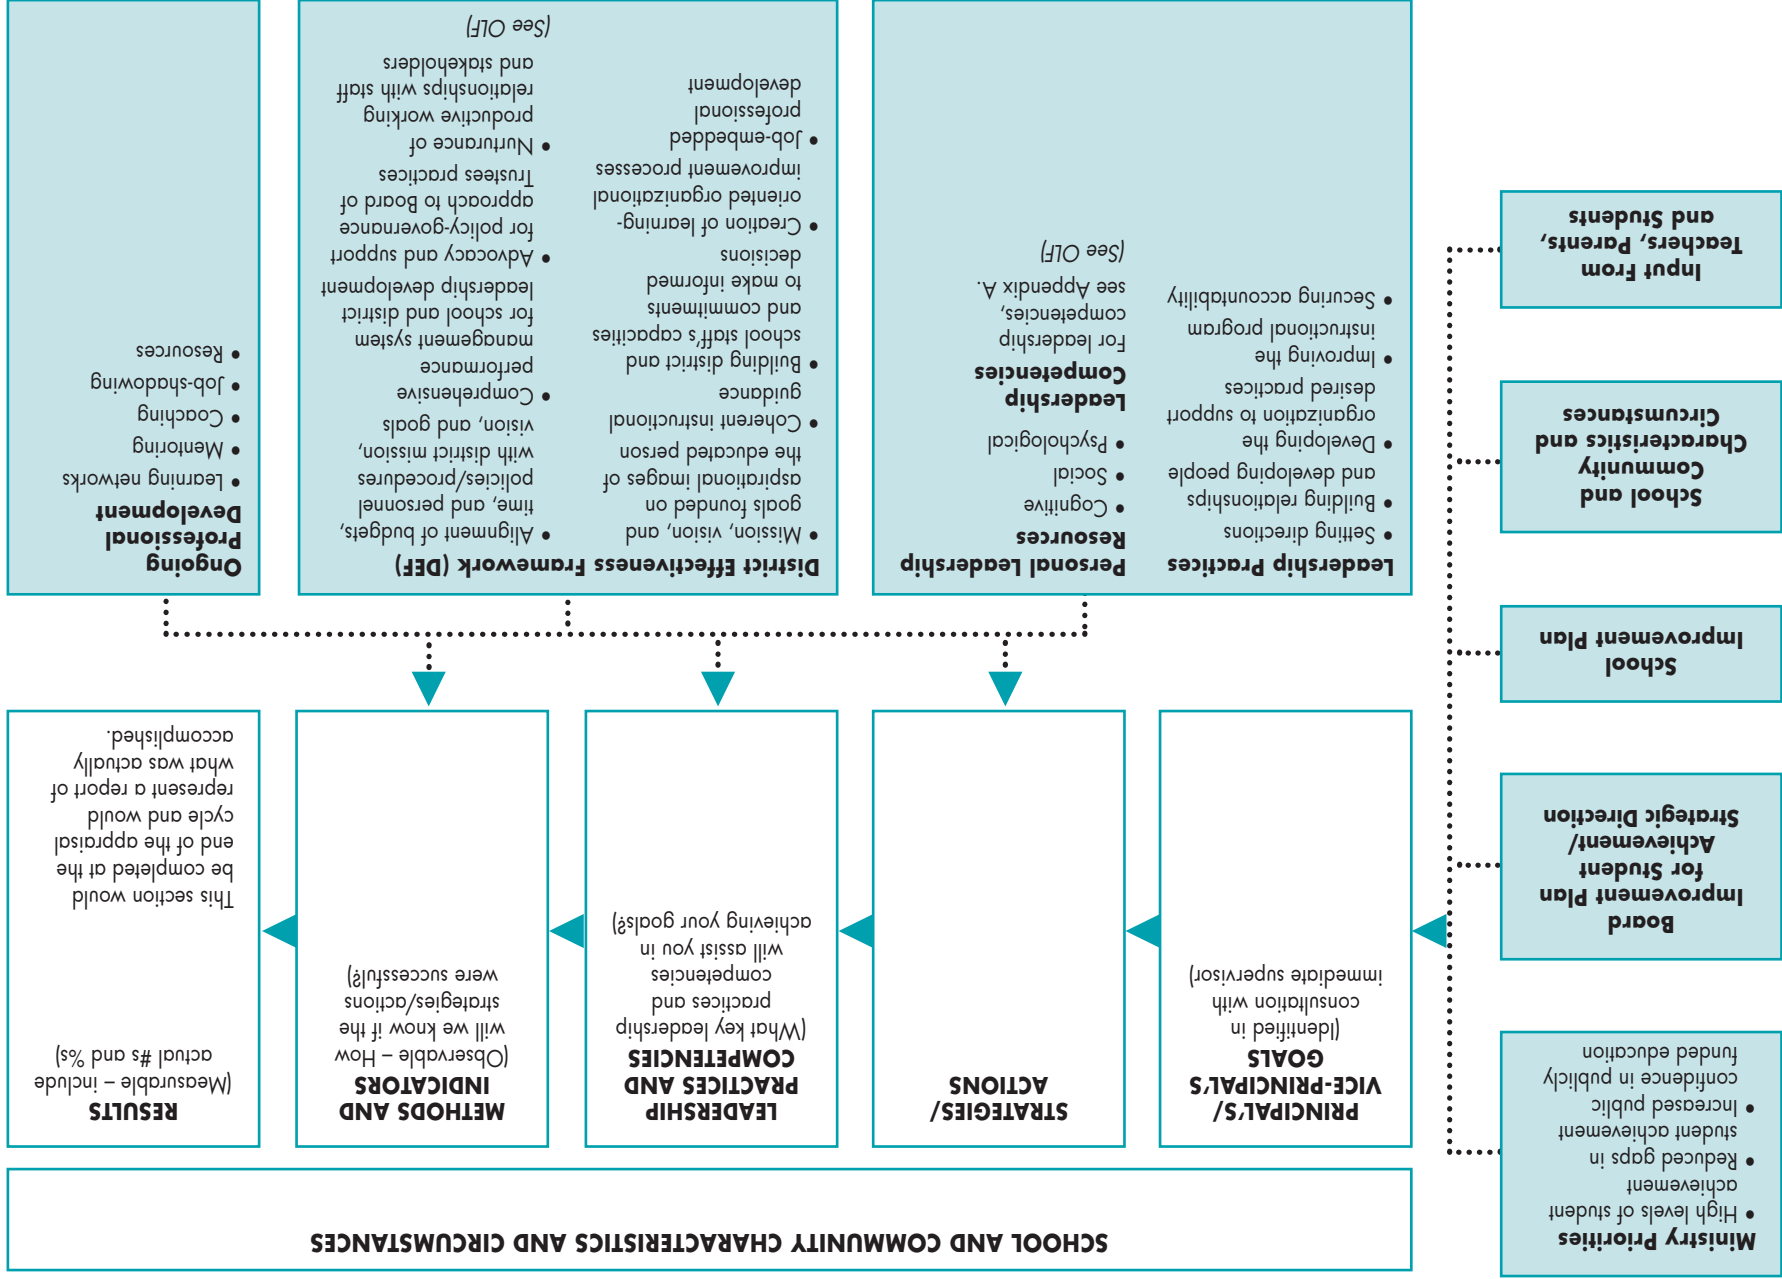 SCHOOL AND COMMUNITY CHARACTERISTICS AND CIRCUMSTANCES
Ministry Priorities
• High levels of student
achievement
• Reduced gaps in
student achievement
• Increased public
confidence in publicly
funded education
Board
Improvement Plan
for Student
Achievement/
Strategic Direction
School
Improvement Plan
School and
Community
Characteristics and
Circumstances
Input From
Teachers, Parents,
and Students
PRINCIPAL'S/
VICE-PRINCIPAL'S
GOALS
(Identified in
consultation with
immediate supervisor)
STRATEGIES/
ACTIONS
LEADERSHIP
PRACTICES AND
COMPETENCIES
(What key leadership
practices and
competencies
will assist you in
achieving your goals?)
METHODS AND
INDICATORS
(Observable – How
will we know if the
strategies/actions
were successful?)
RESULTS
(Measurable – include
actual #s and %s)
This section would
be completed at the
end of the appraisal
cycle and would
represent a report of
what was actually
accomplished.
Leadership Practices
• Setting directions
• Building relationships
and developing people
• Developing the
organization to support
desired practices
• Improving the
instructional program
• Securing accountability
Personal Leadership
Resources
• Cognitive
• Social
• Psychological
Leadership
Competencies
For leadership
competencies,
see Appendix A.
(See OLF)
District Effectiveness Framework (DEF)
• Mission, vision, and
goals founded on
aspirational images of
the educated person
• Coherent instructional
guidance
• Building district and
school staff's capacities
and commitments
to make informed
decisions
• Creation of learning-
oriented organizational
improvement processes
• Job-embedded
professional
development
• Alignment of budgets,
time, and personnel
policies/procedures
with district mission,
vision, and goals
• Comprehensive
performance
management system
for school and district
leadership development
• Advocacy and support
for policy-governance
approach to Board of
Trustees practices
• Nurturance of
productive working
relationships with staff
and stakeholders
(See OLF)
Ongoing
Professional
Development
• Learning networks
• Mentoring
• Coaching
• Job-shadowing
• Resources